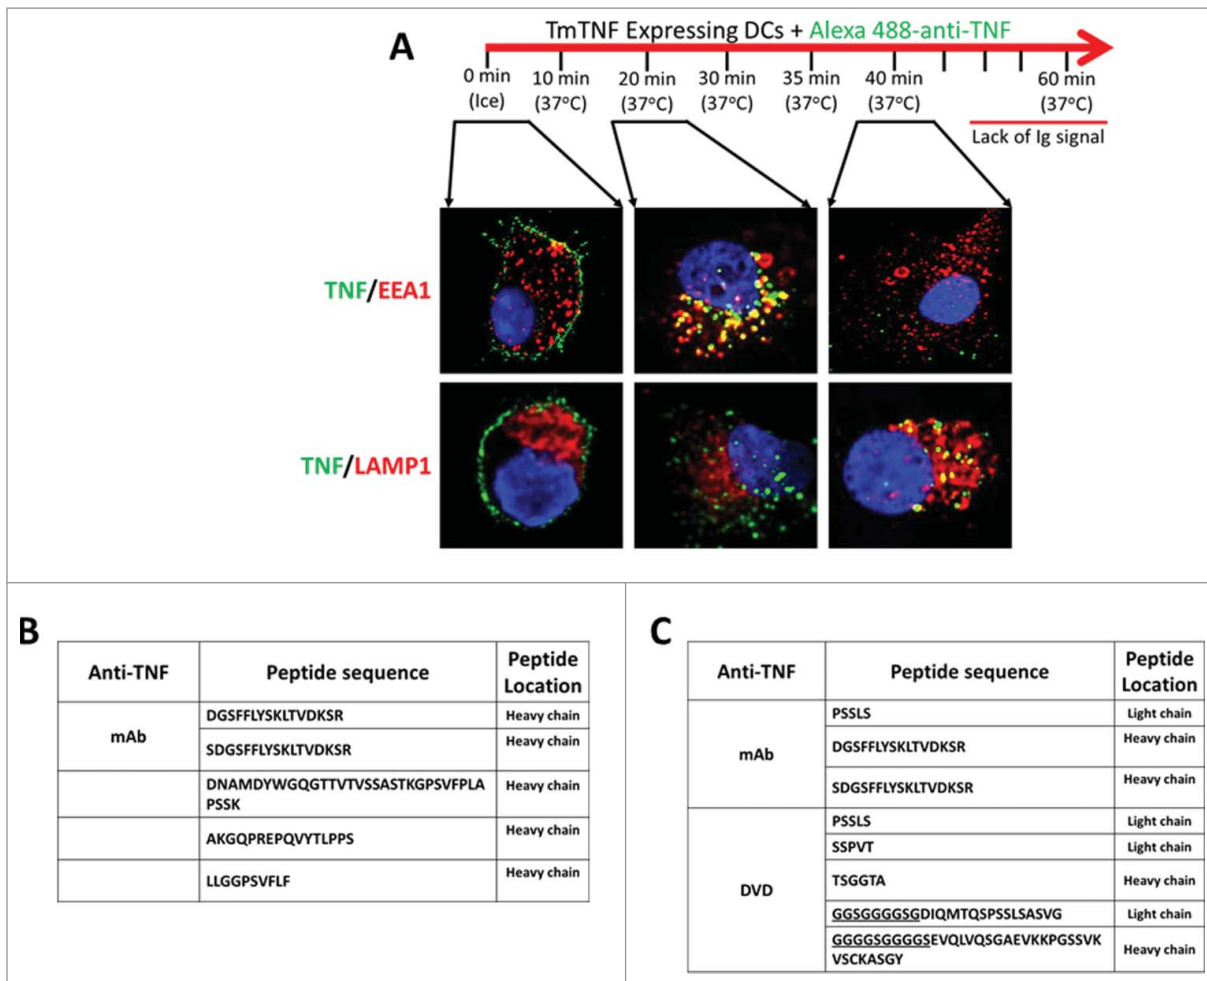 A
TmTNF Expressing DCs + Alexa 488-anti-TNF
0 min 10 min 20 min 30 min 35 min 40 min 60 min
(Ice) (37°C) (37°C) (37°C) (37°C) (37°C) (37°C)
Lack of Ig signal
TNF/EEA1
TNF/LAMP1
B
Anti-TNF Peptide sequence Peptide Location
mAb DGSFFLYSKLTVDKSR Heavy chain
SDGSFFLYSKLTVDKSR Heavy chain
DNAMDYWGQGTTVTVSSASTKGPSVFPLA Heavy chain
PSSK
AKGQPREPQVYTLPPS Heavy chain
LLGGPSVFLF Heavy chain
C
Anti-TNF Peptide sequence Peptide Location
mAb PSSLS Light chain
DGSFFLYSKLTVDKSR Heavy chain
SDGSFFLYSKLTVDKSR Heavy chain
DVD PSSLS Light chain
SSPVT Light chain
TSGGTA Heavy chain
GGSGGGGSGDIQMTQSPSSLSASVG Light chain
GGGGSGGGGSEVQLVQSGAEVKKPGSSVK Heavy chain
VSCKASGY